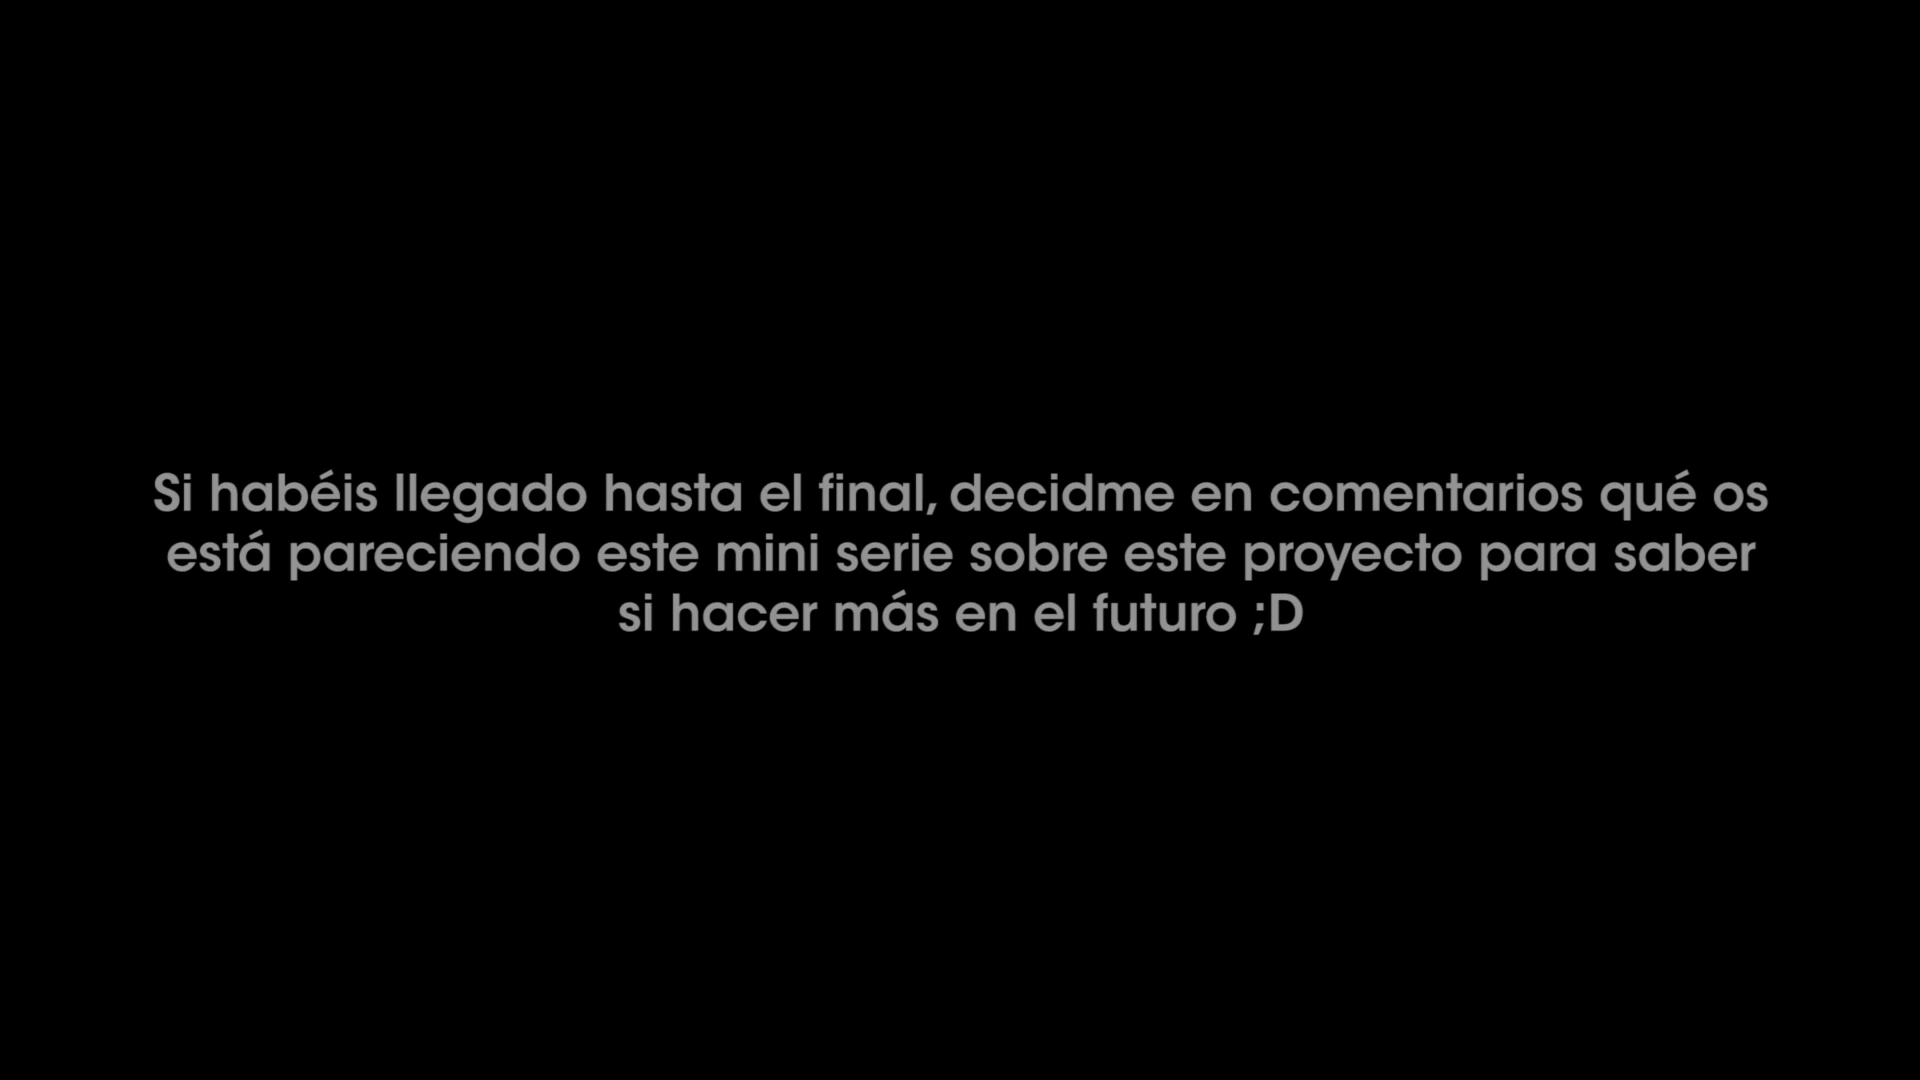 Si habéis llegado hasta el final, decidme en comentarios qué os
está pareciendo este mini serie sobre este proyecto para saber
si hacer más en el futuro ;D